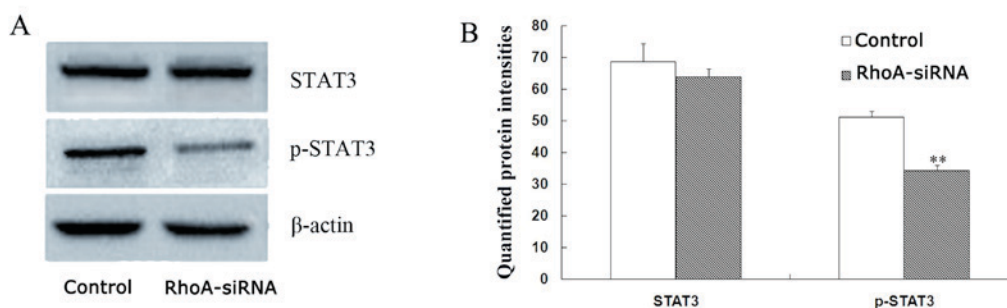 A
STAT3
p-STAT3
β-actin
Control RhoA-siRNA
B
Quantified protein intensities
80
70
60
50
40
30
20
10
0
Control
RhoA-siRNA
**
STAT3 p-STAT3